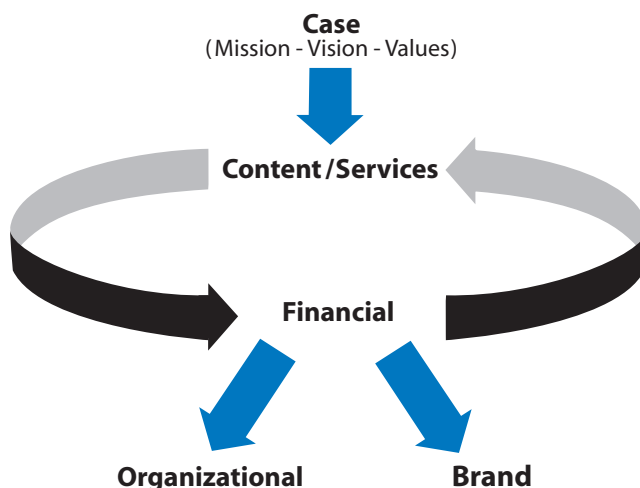 Case
(Mission - Vision - Values)
Content/Services
Financial
Organizational
Brand